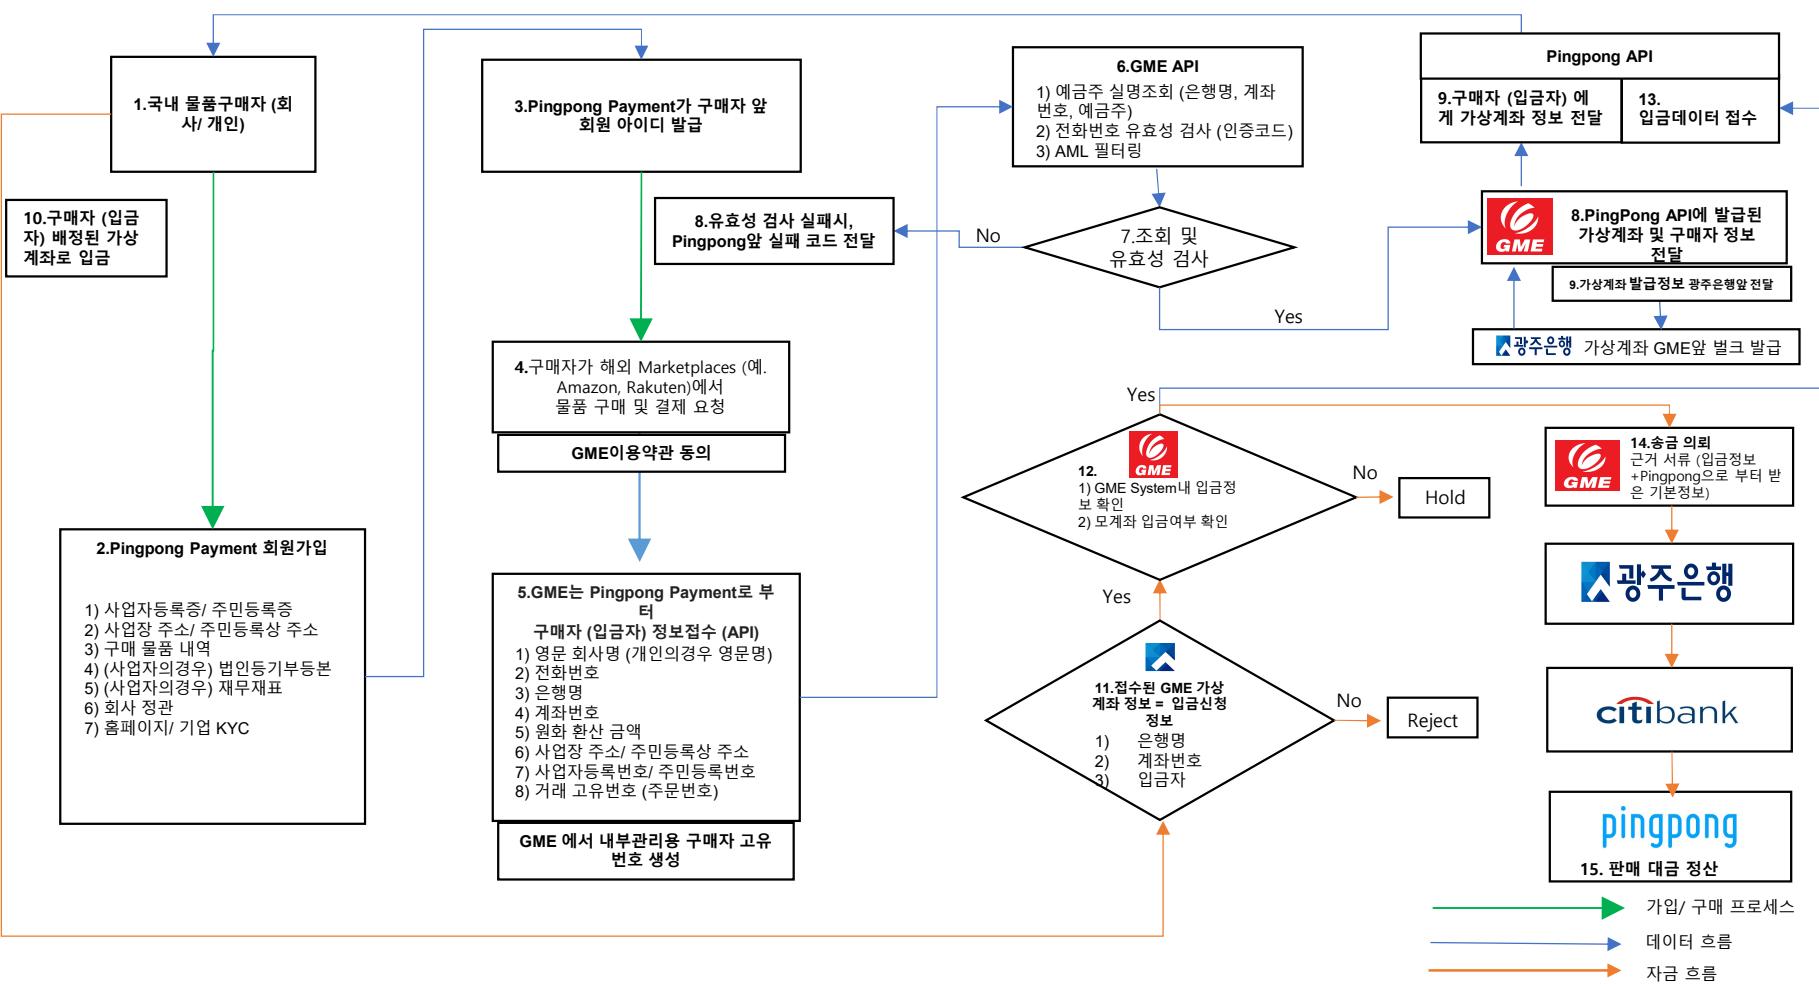 1.국내 물품구매자 (회
사/ 개인)
10.구매자 (입금
자) 배정된 가상
계좌로 입금
2.Pingpong Payment 회원가입
1) 사업자등록증/ 주민등록증
2) 사업장 주소/ 주민등록상 주소
3) 구매 물품 내역
4) (사업자의경우) 법인등기부등본
5) (사업자의경우) 재무재표
6) 회사 정관
7) 홈페이지/ 기업 KYC
3.Pingpong Payment가 구매자 앞
회원 아이디 발급
8.유효성 검사 실패시,
Pingpong앞 실패 코드 전달
4.구매자가 해외 Marketplaces (예.
Amazon, Rakuten)에서
물품 구매 및 결제 요청
GME이용약관 동의
5.GME는 Pingpong Payment로 부
터
구매자 (입금자) 정보접수 (API)
1) 영문 회사명 (개인의경우 영문명)
2) 전화번호
3) 은행명
4) 계좌번호
5) 원화 환산 금액
6) 사업장 주소/ 주민등록상 주소
7) 사업자등록번호/ 주민등록번호
8) 거래 고유번호 (주문번호)
GME 에서 내부관리용 구매자 고유
번호 생성
6.GME API
1) 예금주 실명조회 (은행명, 계좌
번호, 예금주)
2) 전화번호 유효성 검사 (인증코드)
3) AML 필터링
7.조회 및
유효성 검사
No
Yes
Pingpong API
9.구매자 (입금자) 에
게 가상계좌 정보 전달
13.
입금데이터 접수
GME
8.PingPong API에 발급된
가상계좌 및 구매자 정보
전달
9.가상계좌 발급정보 광주은행앞 전달
광주은행 가상계좌 GME앞 벌크 발급
Yes
GME
12.
1) GME System내 입금정
보 확인
2) 모계좌 입금여부 확인
No
Hold
Yes
11.접수된 GME 가상
계좌 정보 = 입금신청
정보
1) 은행명
2) 계좌번호
3) 입금자
No
Reject
GME
14.송금 의뢰
근거 서류 (입금정보
+Pingpong으로 부터 받
은 기본정보)
광주은행
citibank
pingpong
15. 판매 대금 정산
가입/ 구매 프로세스
데이터 흐름
자금 흐름